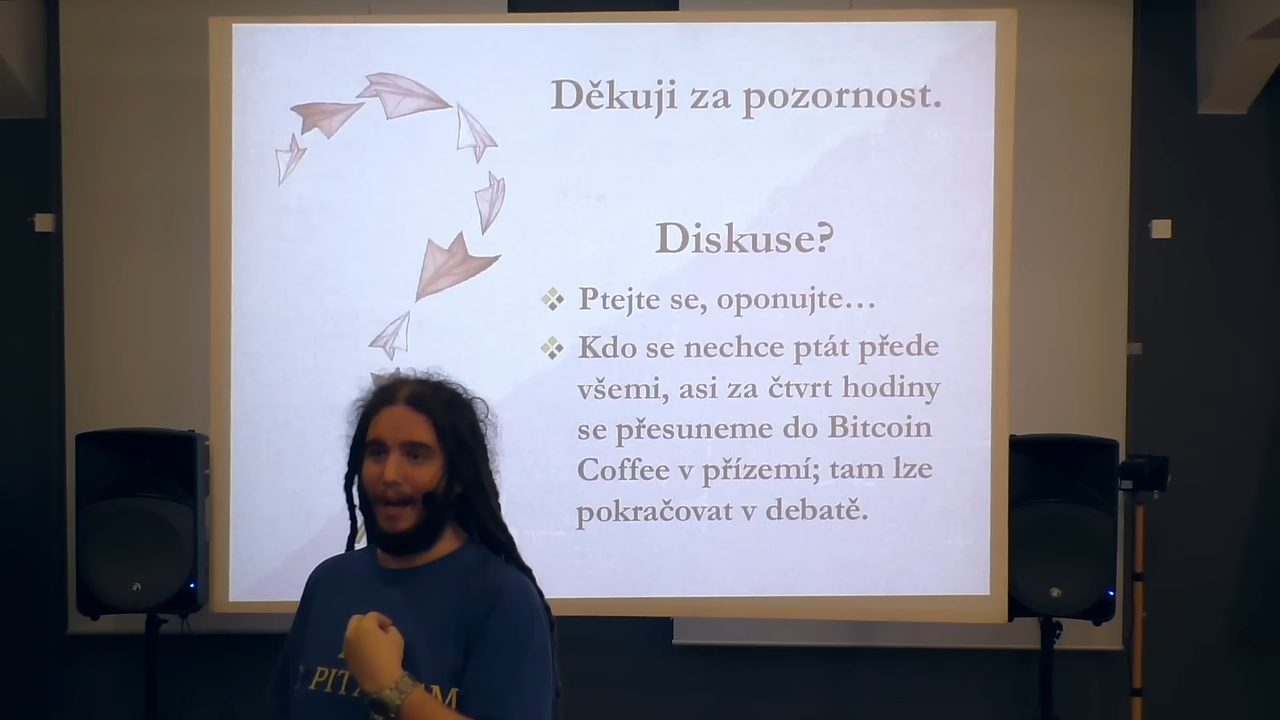 Děkuji za pozornost.
Diskuse?
Ptejte se, oponujte…
Kdo se nechce ptát přede
všemi, asi za čtvrt hodiny
se přesuneme do Bitcoin
Coffee v přízemí; tam lze
pokračovat v debatě.